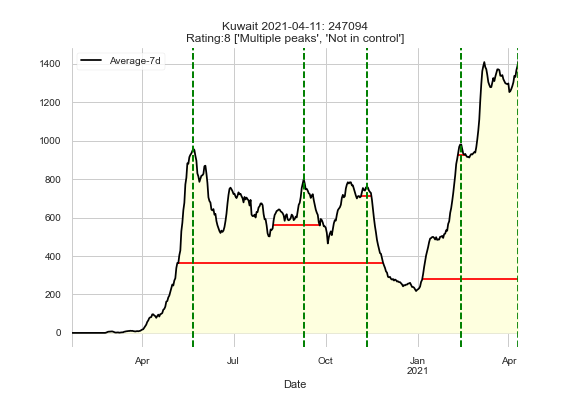 Kuwait 2021-04-11: 247094
Rating:8 ['Multiple peaks', 'Not in control']
Average-7d
1400
1200
1000
800
600
400
200
0
Apr
Jul
Oct
Jan
2021
Apr
Date